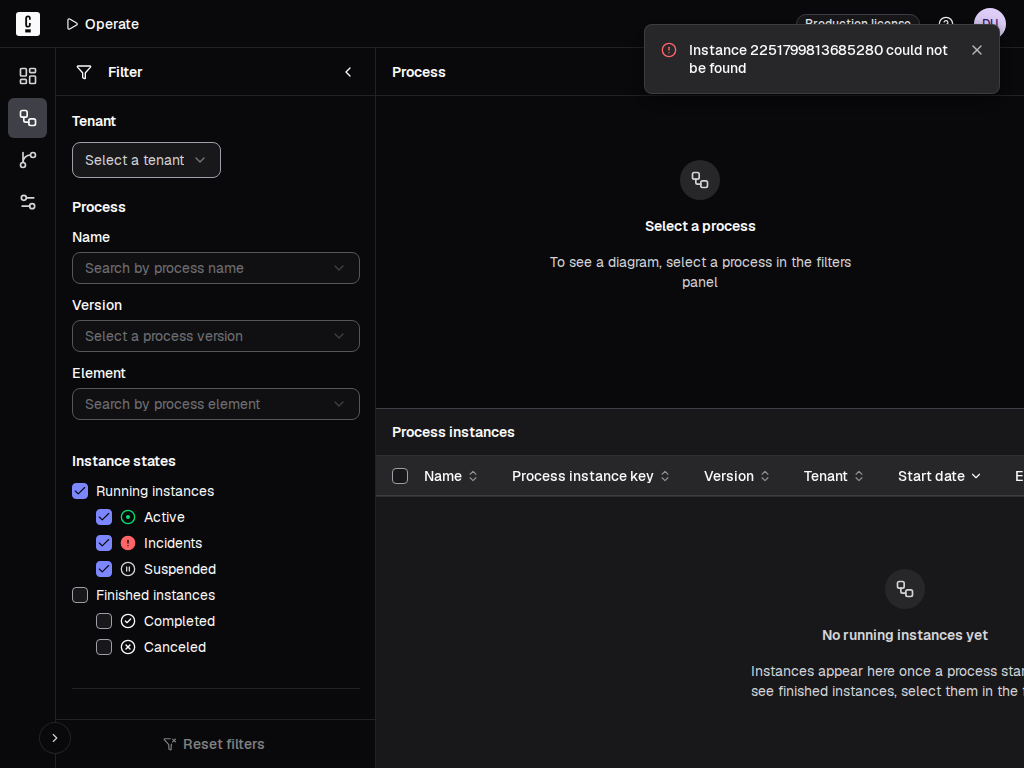 Operate
Production license
DU
Instance 2251799813685280 could not
be found
Filter
Process
Tenant
Select a tenant
Process
Name
Search by process name
Version
Select a process version
Element
Search by process element
Instance states
Running instances
Active
Incidents
Suspended
Finished instances
Completed
Canceled
Reset filters
Select a process
To see a diagram, select a process in the filters
panel
Process instances
Name
Process instance key
Version
Tenant
Start date
E
No running instances yet
Instances appear here once a process star
see finished instances, select them in the